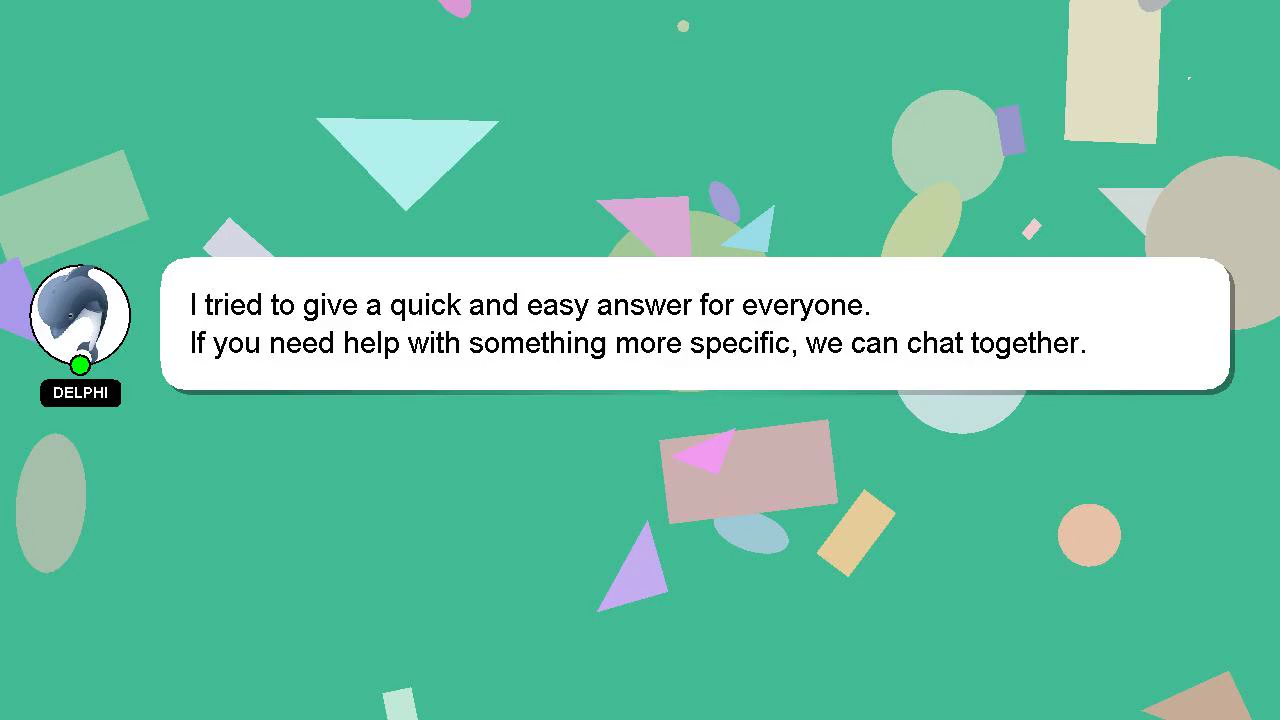 I tried to give a quick and easy answer for everyone.
If you need help with something more specific, we can chat together.
DELPHI